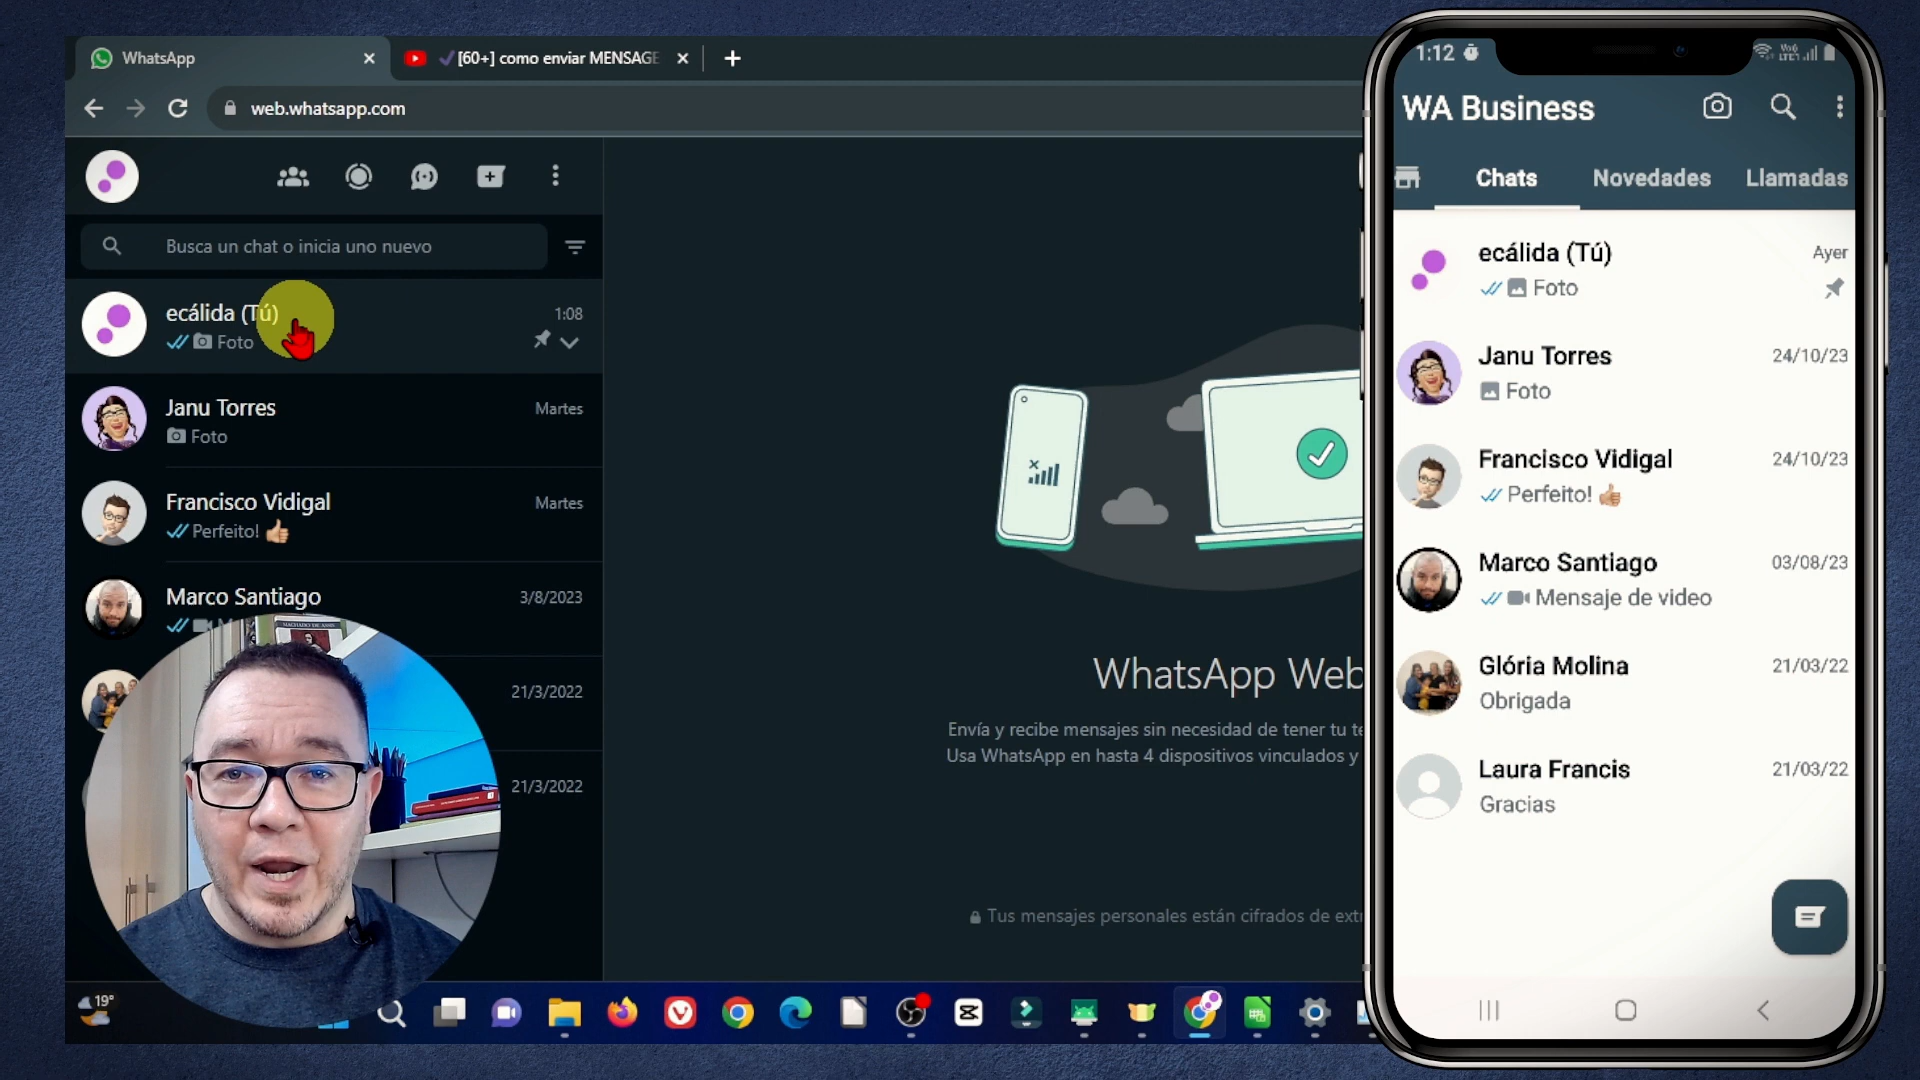 WhatsApp
[60+] como enviar MENSAGE
web.whatsapp.com
Busca un chat o inicia uno nuevo
ecálida (Tú)
1:08
Foto
Janu Torres
Martes
Foto
Francisco Vidigal
Martes
Perfeito! 👍🏼
Marco Santiago
3/8/2023
21/3/2022
21/3/2022
MACHADO DE ASSIS
WhatsApp Web
Envía y recibe mensajes sin necesidad de tener tu te
Usa WhatsApp en hasta 4 dispositivos vinculados y
Tus mensajes personales están cifrados de extr
19°
1:12
WA Business
Chats
Novedades
Llamadas
ecálida (Tú)
Ayer
Foto
Janu Torres
24/10/23
Foto
Francisco Vidigal
24/10/23
Perfeito! 👍🏼
Marco Santiago
03/08/23
Mensaje de video
Glória Molina
21/03/22
Obrigada
Laura Francis
21/03/22
Gracias